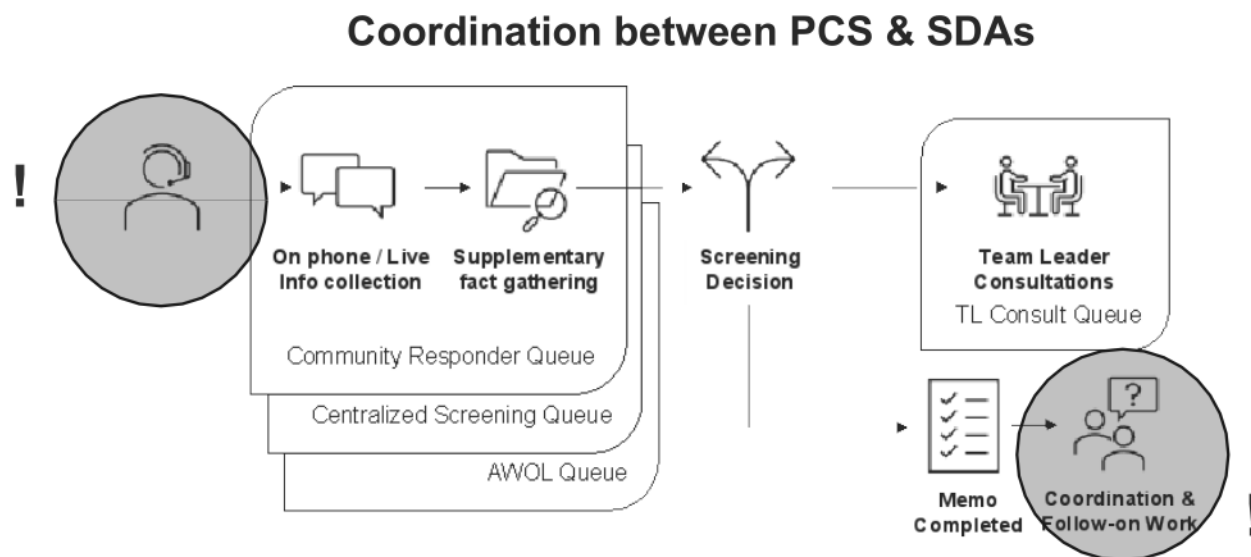 Coordination between PCS & SDAs
!
On phone / Live
Info collection
Supplementary
fact gathering
Screening
Decision
Team Leader
Consultations
TL Consult Queue
Community Responder Queue
Centralized Screening Queue
AWOL Queue
?
Memo
Completed
Coordination &
Follow-on Work
!